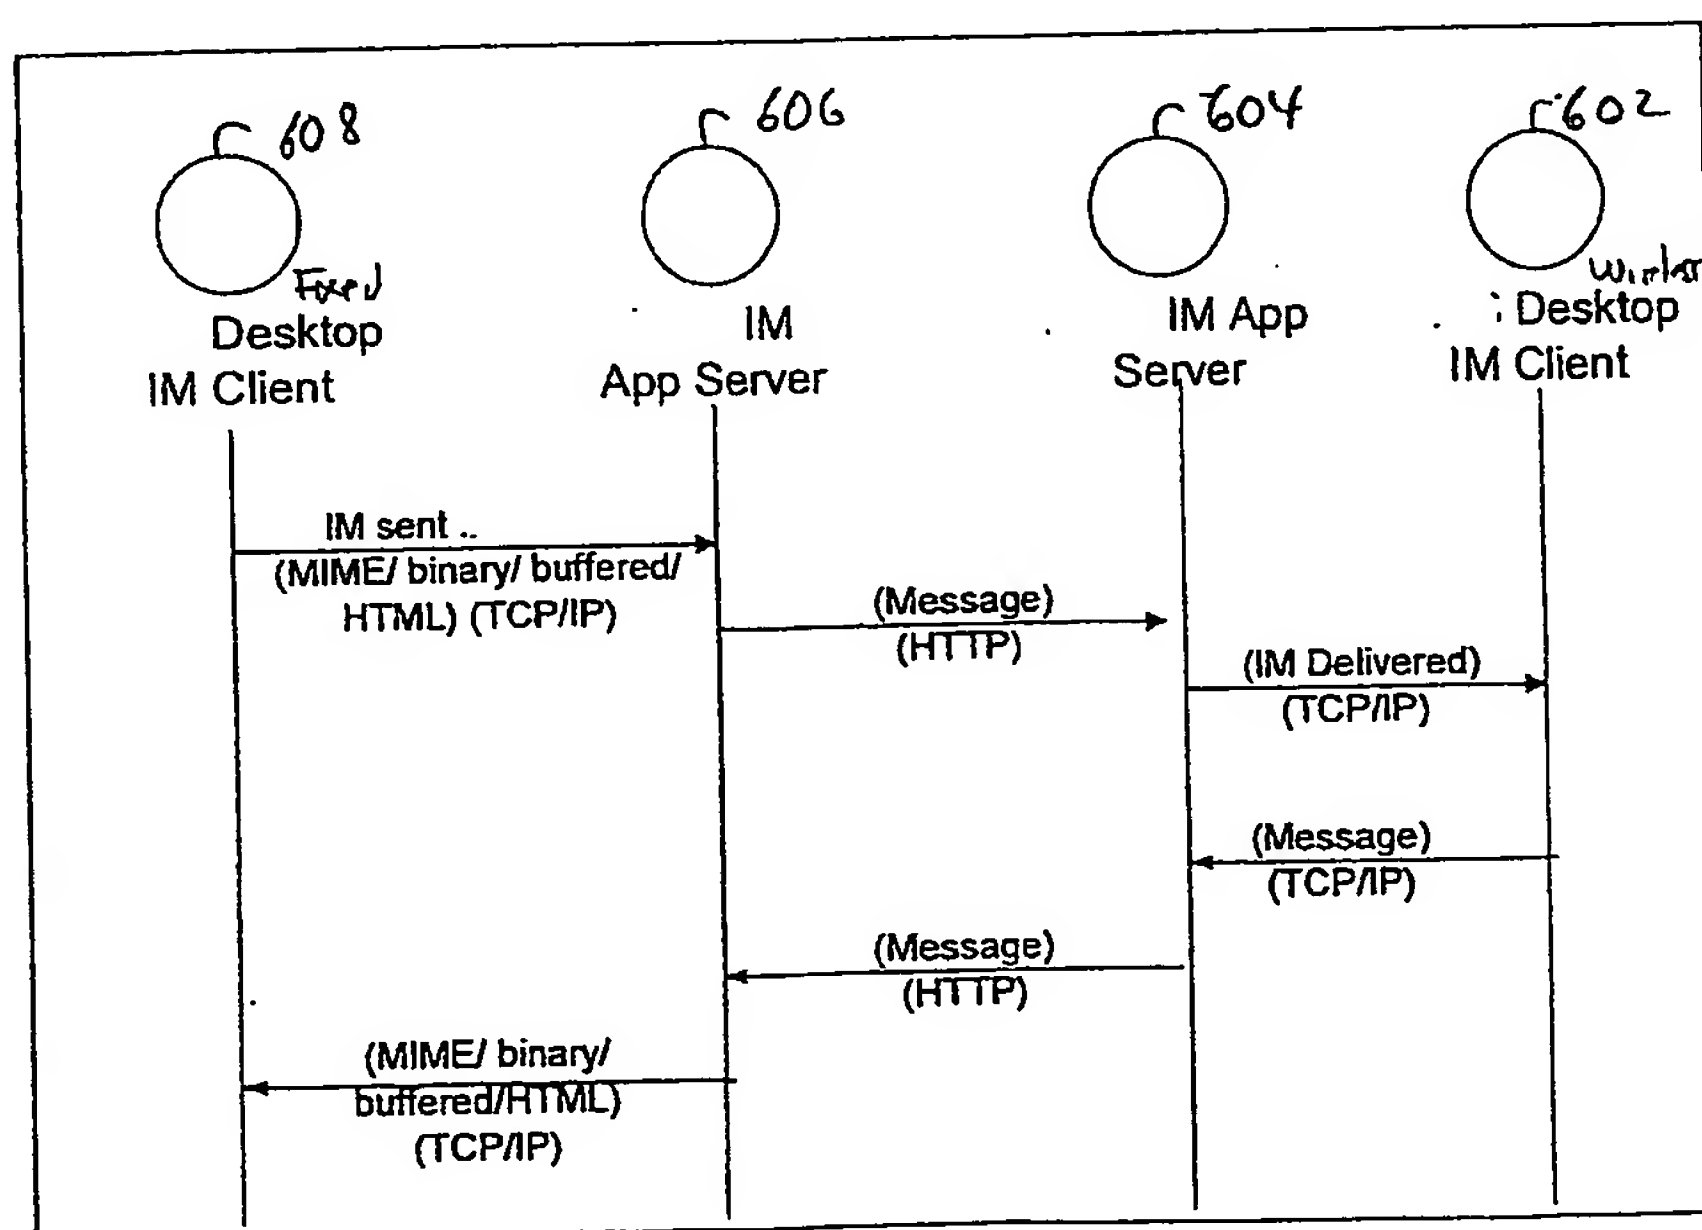 608
606
604
602
Fixed
Desktop
IM Client
IM
App Server
IM App
Server
Desktop
IM Client
IM sent ..
(MIME/ binary/ buffered/
HTML) (TCP/IP)
(Message)
(HTTP)
(IM Delivered)
(TCP/IP)
(Message)
(TCP/IP)
(Message)
(HTTP)
(MIME/ binary/
buffered/HTML)
(TCP/IP)